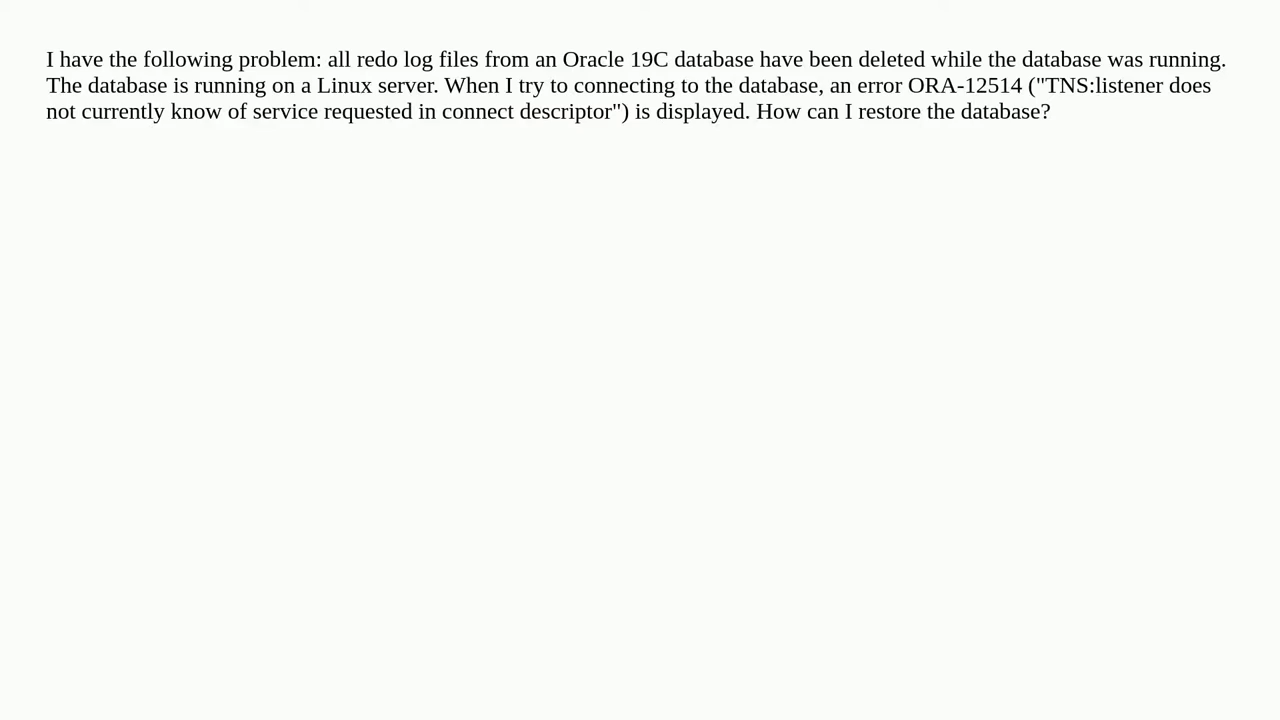 I have the following problem: all redo log files from an Oracle 19C database have been deleted while the database was running.
The database is running on a Linux server. When I try to connecting to the database, an error ORA-12514 ("TNS:listener does
not currently know of service requested in connect descriptor") is displayed. How can I restore the database?